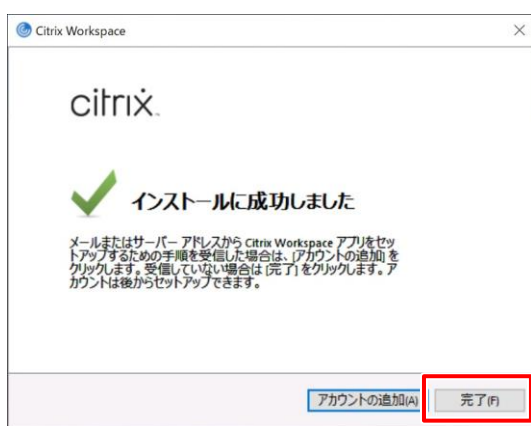 Citrix Workspace
citrix
インストールに成功しました
メールまたはサーバー アドレスから Citrix Workspace アプリをセッ
トアップするための手順を受信した場合は、[アカウントの追加] を
クリックします。受信していない場合は [完了] をクリックします。ア
カウントは後からセットアップできます。
アカウントの追加(A)
完了(F)